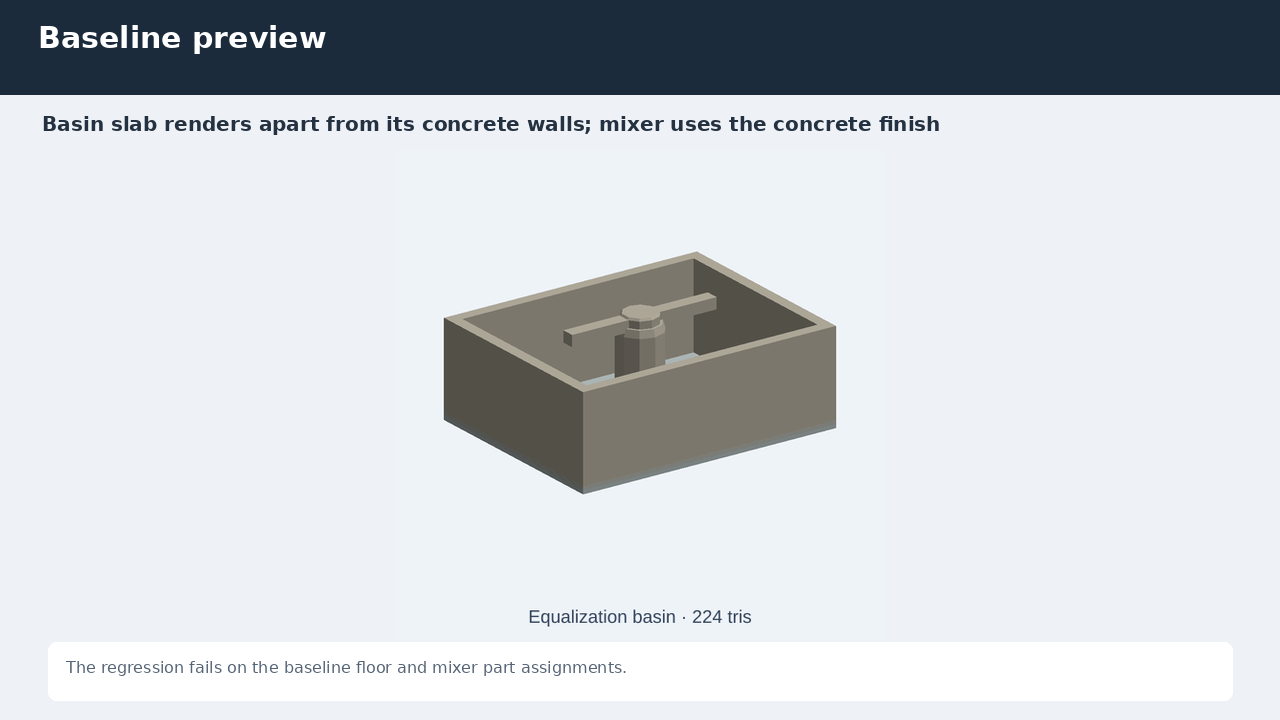 Baseline preview
Basin slab renders apart from its concrete walls; mixer uses the concrete finish
Equalization basin · 224 tris
The regression fails on the baseline floor and mixer part assignments.